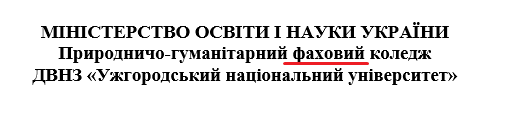 МІНІСТЕРСТВО ОСВІТИ І НАУКИ УКРАЇНИ
Природничо-гуманітарний фаховий коледж
ДВНЗ «Ужгородський національний університет»